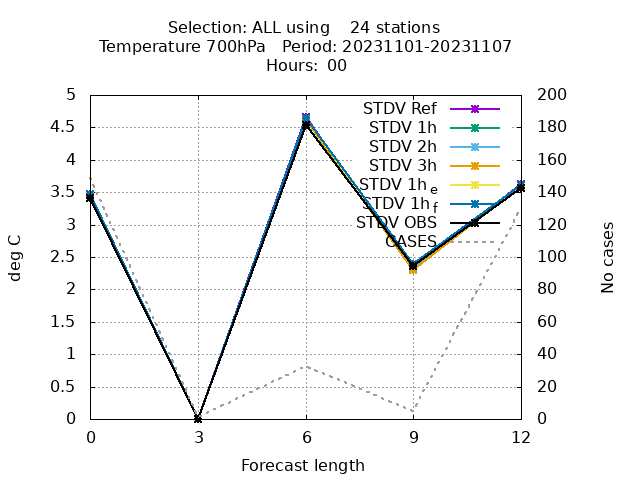 Selection: ALL using    24 stations
Temperature 700hPa   Period: 20231101-20231107
Hours:  00
5
4.5
4
3.5
3
2.5
2
1.5
1
0.5
0
200
180
160
140
120
100
80
60
40
20
0
STDV Ref
STDV 1h
STDV 2h
STDV 3h
STDV 1h e
STDV 1h f
STDV OBS
CASES
deg C
No cases
0 3 6 9 12
Forecast length